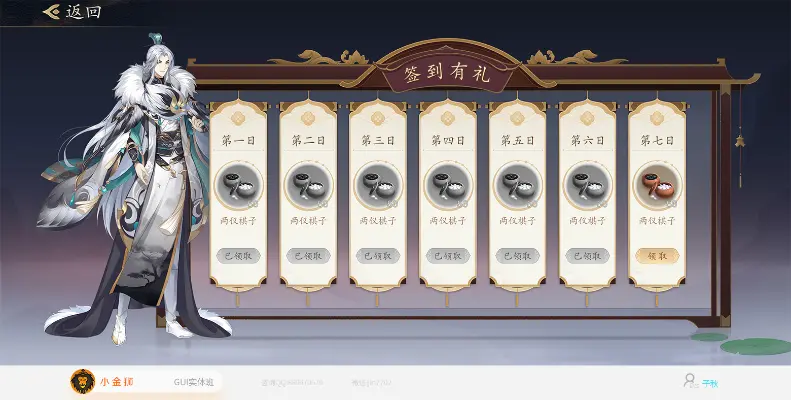 返回
签到有礼
第一日
第二日
第三日
第四日
第五日
第六日
第七日
两仪棋子
两仪棋子
两仪棋子
两仪棋子
两仪棋子
两仪棋子
两仪棋子
已领取
已领取
已领取
已领取
已领取
已领取
领取
小金狮
GUI实体班
子秋